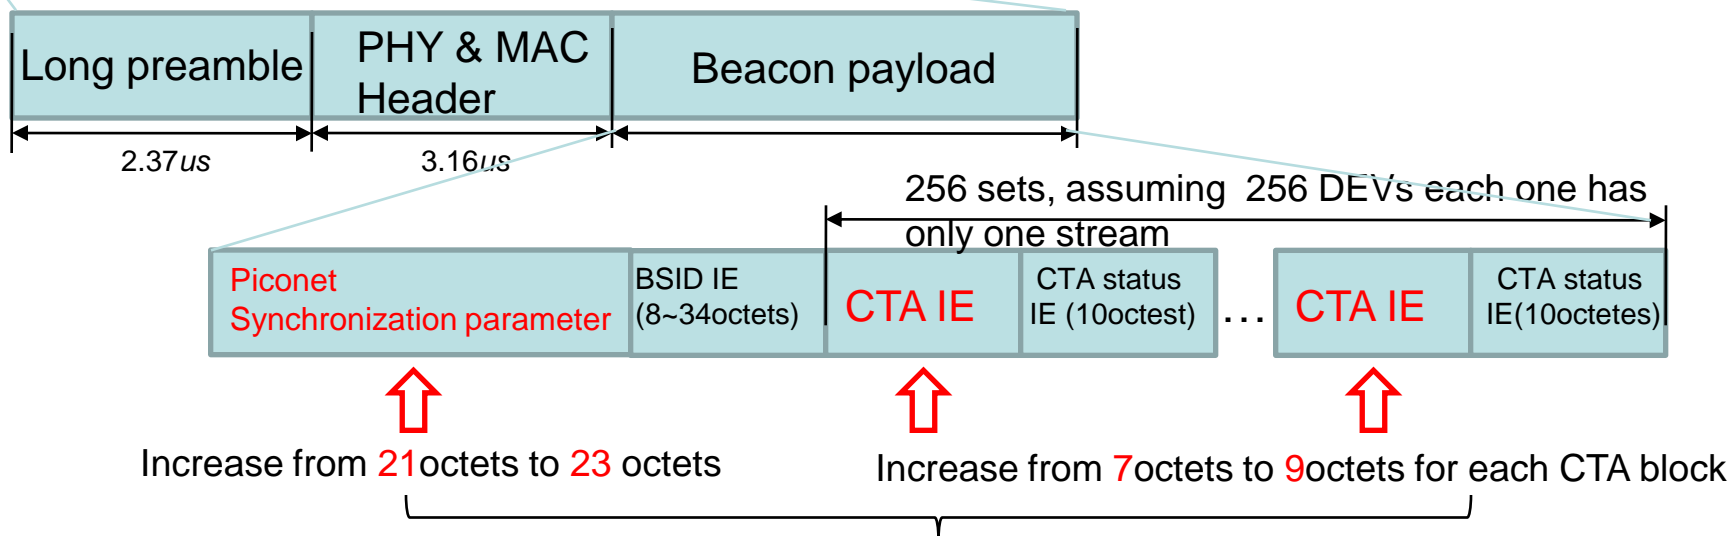 Long preamble
PHY & MAC
Header
Beacon payload
2.37us
3.16us
256 sets, assuming  256 DEVs each one has
only one stream
Piconet
Synchronization parameter
BSID IE
(8~34octets)
CTA IE
CTA status
IE (10octest)
...
CTA IE
CTA status
IE(10octetes)
Increase from 21octets to 23 octets
Increase from 7octets to 9octets for each CTA block